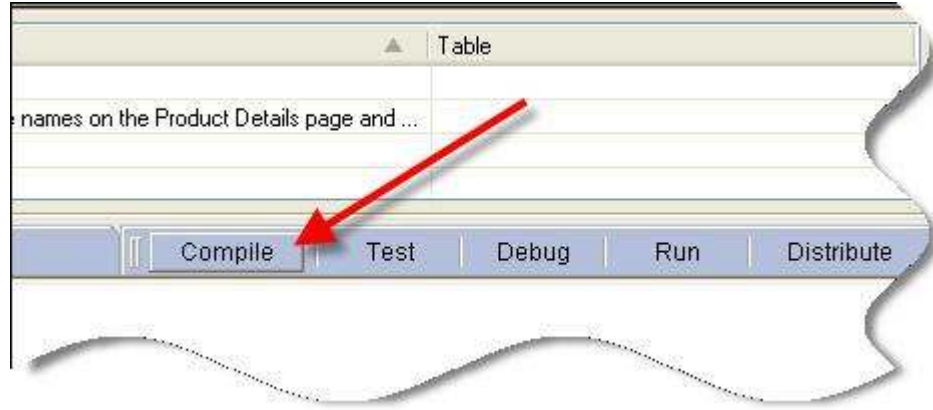 Table
names on the Product Details page and ...
Compile Test Debug Run Distribute